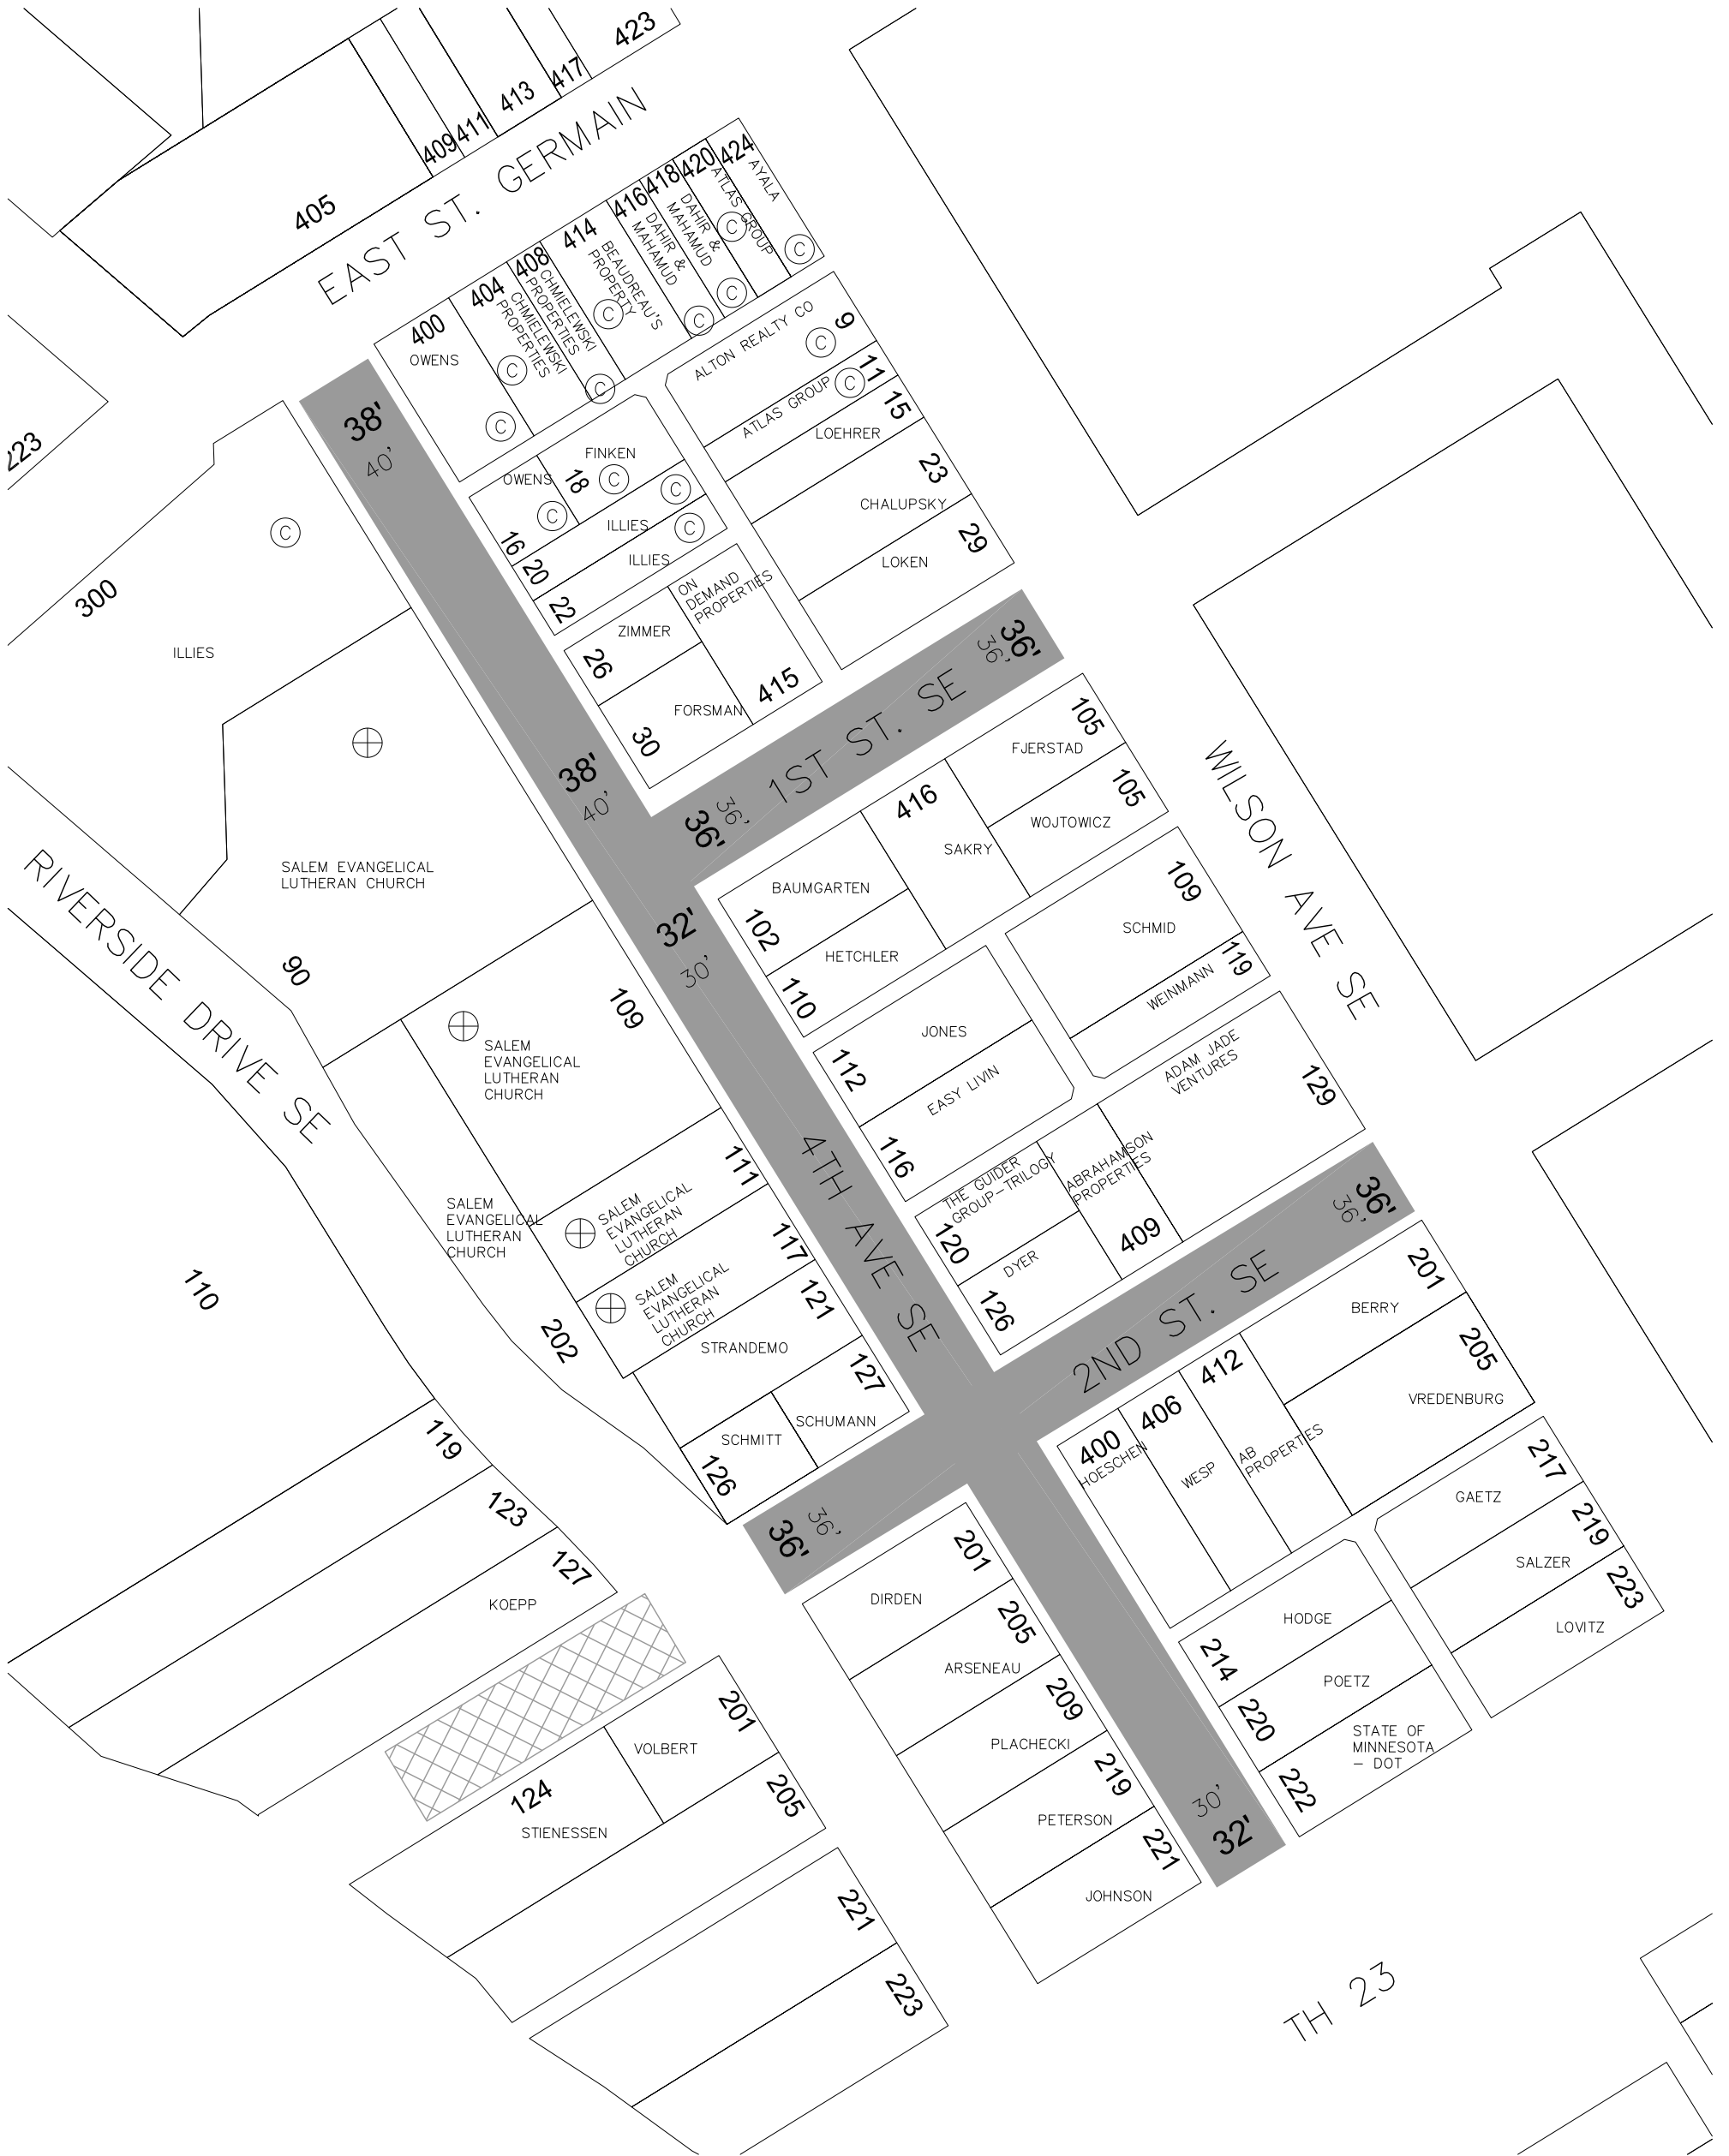 423
417
413
411
409
405
EAST ST. GERMAIN
424
AYALA
420
ATLAS GROUP
418
DAHIR &
MAHAMUD
416
DAHIR &
MAHAMUD
414
BEAUDREAU'S
PROPERTY
408
CHMIELEWSKI
PROPERTIES
404
CHMIELEWSKI
PROPERTIES
400
OWENS
C
C
C
C
C
C
C
C
C
38'
40'
223
300
C
ILLIES
9
ALTON REALTY CO
C
11
ATLAS GROUP
C
15
LOEHRER
23
CHALUPSKY
29
LOKEN
FINKEN
18
C
OWENS
C
16
20
ILLIES
C
22
ILLIES
C
26
ZIMMER
ON
DEMAND
PROPERTIES
415
30
FORSMAN
36'
36'
1ST ST. SE
36'
36'
38'
40'
32'
30'
SALEM EVANGELICAL
LUTHERAN CHURCH
90
RIVERSIDE DRIVE SE
WILSON AVE SE
105
FJERSTAD
105
WOJTOWICZ
416
SAKRY
BAUMGARTEN
102
HETCHLER
110
109
SCHMID
119
WEINMANN
JONES
112
EASY LIVIN
116
ADAM JADE
VENTURES
129
THE GUIDER
GROUP-TRILOGY
120
ABRAHAMSON
PROPERTIES
409
DYER
126
109
SALEM
EVANGELICAL
LUTHERAN
CHURCH
4TH AVE SE
111
SALEM
EVANGELICAL
LUTHERAN
CHURCH
SALEM
EVANGELICAL
LUTHERAN
CHURCH
117
SALEM
EVANGELICAL
LUTHERAN
CHURCH
121
STRANDEMO
127
SCHUMANN
SCHMITT
126
202
110
36'
36'
2ND ST. SE
36'
36'
201
BERRY
205
VREDENBURG
412
AB
PROPERTIES
406
WESP
400
HOESCHEN
217
GAETZ
219
SALZER
223
LOVITZ
HODGE
214
POETZ
220
STATE OF
MINNESOTA
- DOT
222
119
123
127
KOEPP
201
DIRDEN
205
ARSENEAU
209
PLACHECKI
219
PETERSON
221
JOHNSON
30'
32'
201
VOLBERT
124
STIENESSEN
205
221
223
TH 23